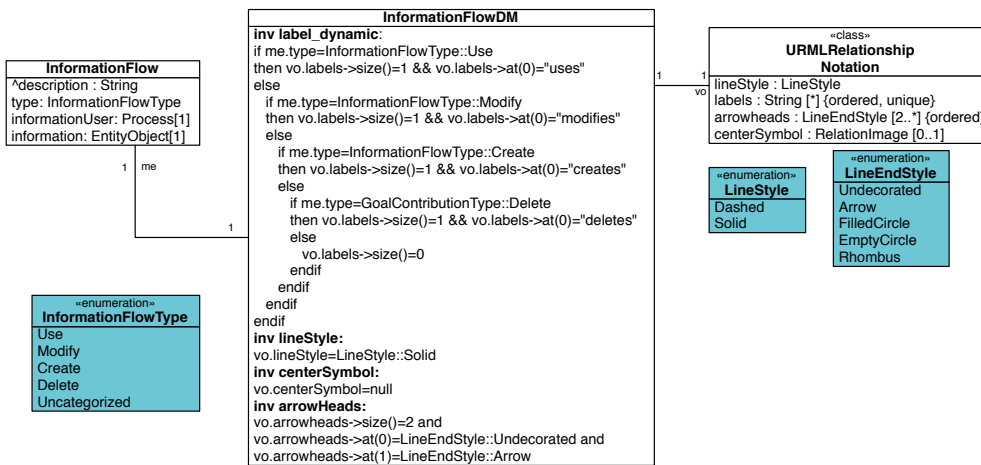 InformationFlow
^description : String
type: InformationFlowType
informationUser: Process[1]
information: EntityObject[1]
1
me
1
«enumeration»
InformationFlowType
Use
Modify
Create
Delete
Uncategorized
InformationFlowDM
inv label_dynamic:
if me.type=InformationFlowType::Use
then vo.labels->size()=1 && vo.labels->at(0)="uses"
else
if me.type=InformationFlowType::Modify
then vo.labels->size()=1 && vo.labels->at(0)="modifies"
else
if me.type=InformationFlowType::Create
then vo.labels->size()=1 && vo.labels->at(0)="creates"
else
if me.type=GoalContributionType::Delete
then vo.labels->size()=1 && vo.labels->at(0)="deletes"
else
vo.labels->size()=0
endif
endif
endif
endif
inv lineStyle:
vo.lineStyle=LineStyle::Solid
inv centerSymbol:
vo.centerSymbol=null
inv arrowHeads:
vo.arrowheads->size()=2 and
vo.arrowheads->at(0)=LineEndStyle::Undecorated and
vo.arrowheads->at(1)=LineEndStyle::Arrow
1
1
vo
«class»
URMLRelationship
Notation
lineStyle : LineStyle
labels : String [*] {ordered, unique}
arrowheads : LineEndStyle [2..*] {ordered}
centerSymbol : RelationImage [0..1]
«enumeration»
LineStyle
Dashed
Solid
«enumeration»
LineEndStyle
Undecorated
Arrow
FilledCircle
EmptyCircle
Rhombus